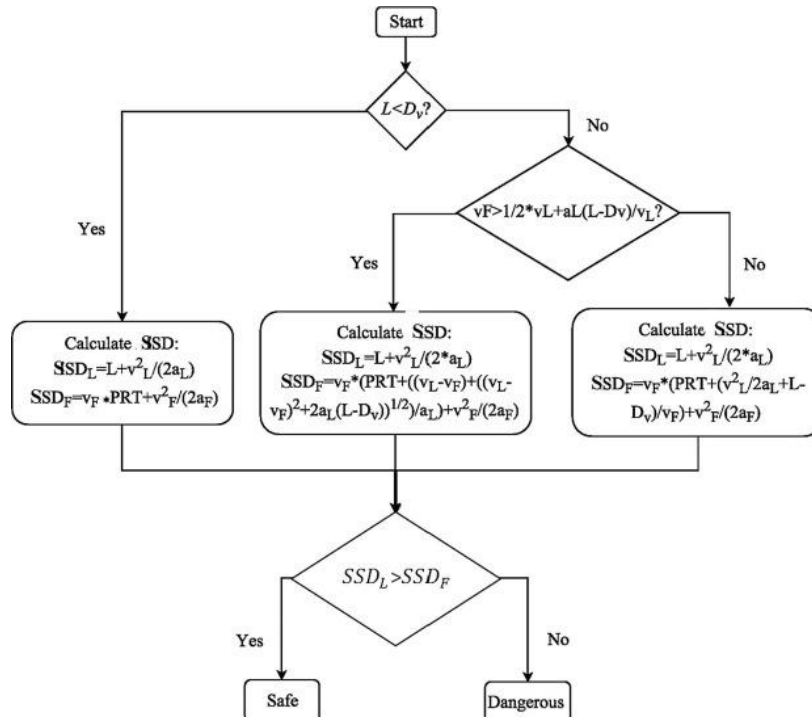 Start
L<Dv?
No
vF>1/2*vL+aL(L-Dv)/vL?
Yes
Yes
No
Calculate SSD:
SSDL=L+v²L/(2aL)
SSDF=vF*PRT+v²F/(2aF)
Calculate SSD:
SSDL=L+v²L/(2*aL)
SSDF=vF*(PRT+((vL-vF)+((vL-
vF)²+2aL(L-Dv))1/2)/aL)+v²F/(2aF)
Calculate SSD:
SSDL=L+v²L/(2*aL)
SSDF=vF*(PRT+(v²L/2aL+L-
Dv)/vF)+v²F/(2aF)
SSDL>SSDF
Yes
No
Safe
Dangerous